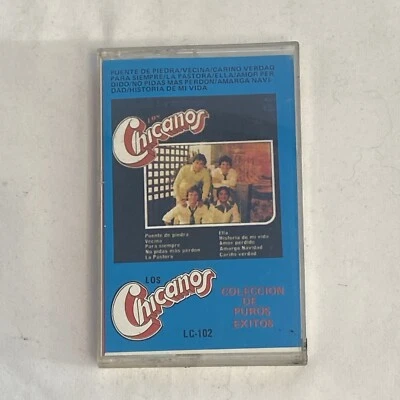 PUENTE DE PIEDRA/VECINA/CARINO VERDAD
PARA SIEMPRE/LA PASTORA/ELLA/AMOR PER
DIDO/NO PIDAS MAS PERDON/AMARGA NAVI
DAD/HISTORIA DE MI VIDA
LOS
Chicanos
Puente de piedra
Vecina
Para siempre
No pidas más perdon
La Pastora
Ella
Historia de mi vida
Amor perdido
Amarga Navidad
Cariño verdad
LOS
Chicanos
LC-102
COLECCION
DE
PUROS
EXITOS